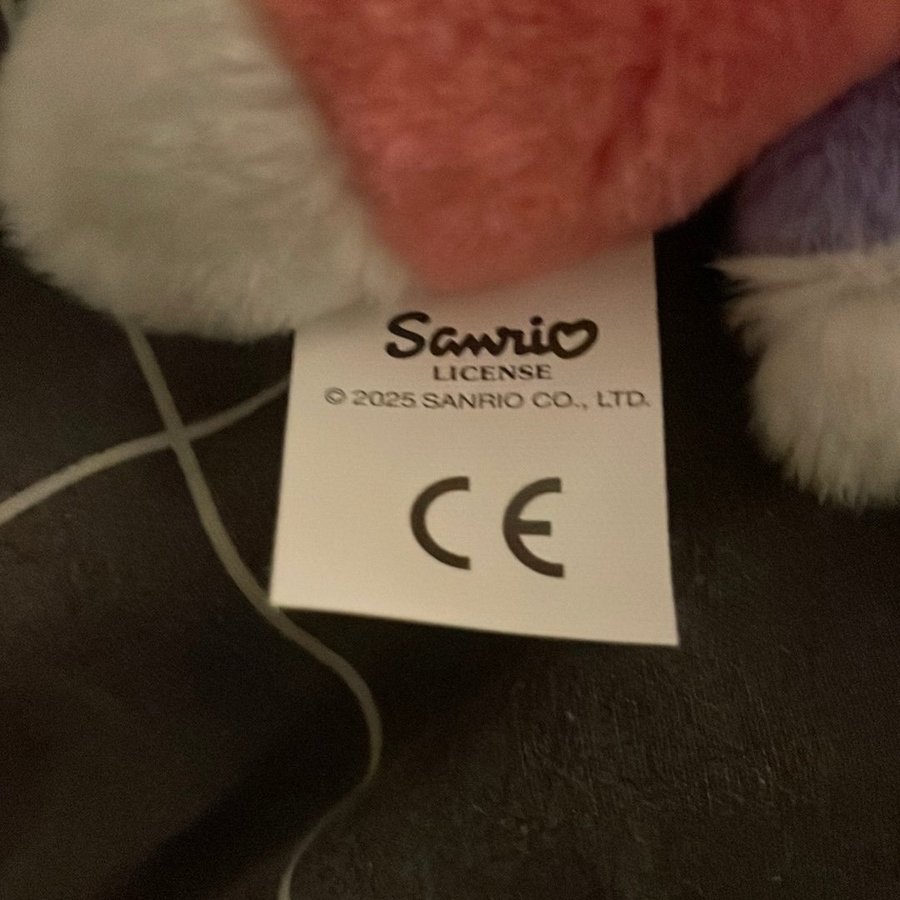 Sanrio
LICENSE
© 2025 SANRIO CO., LTD.
CE